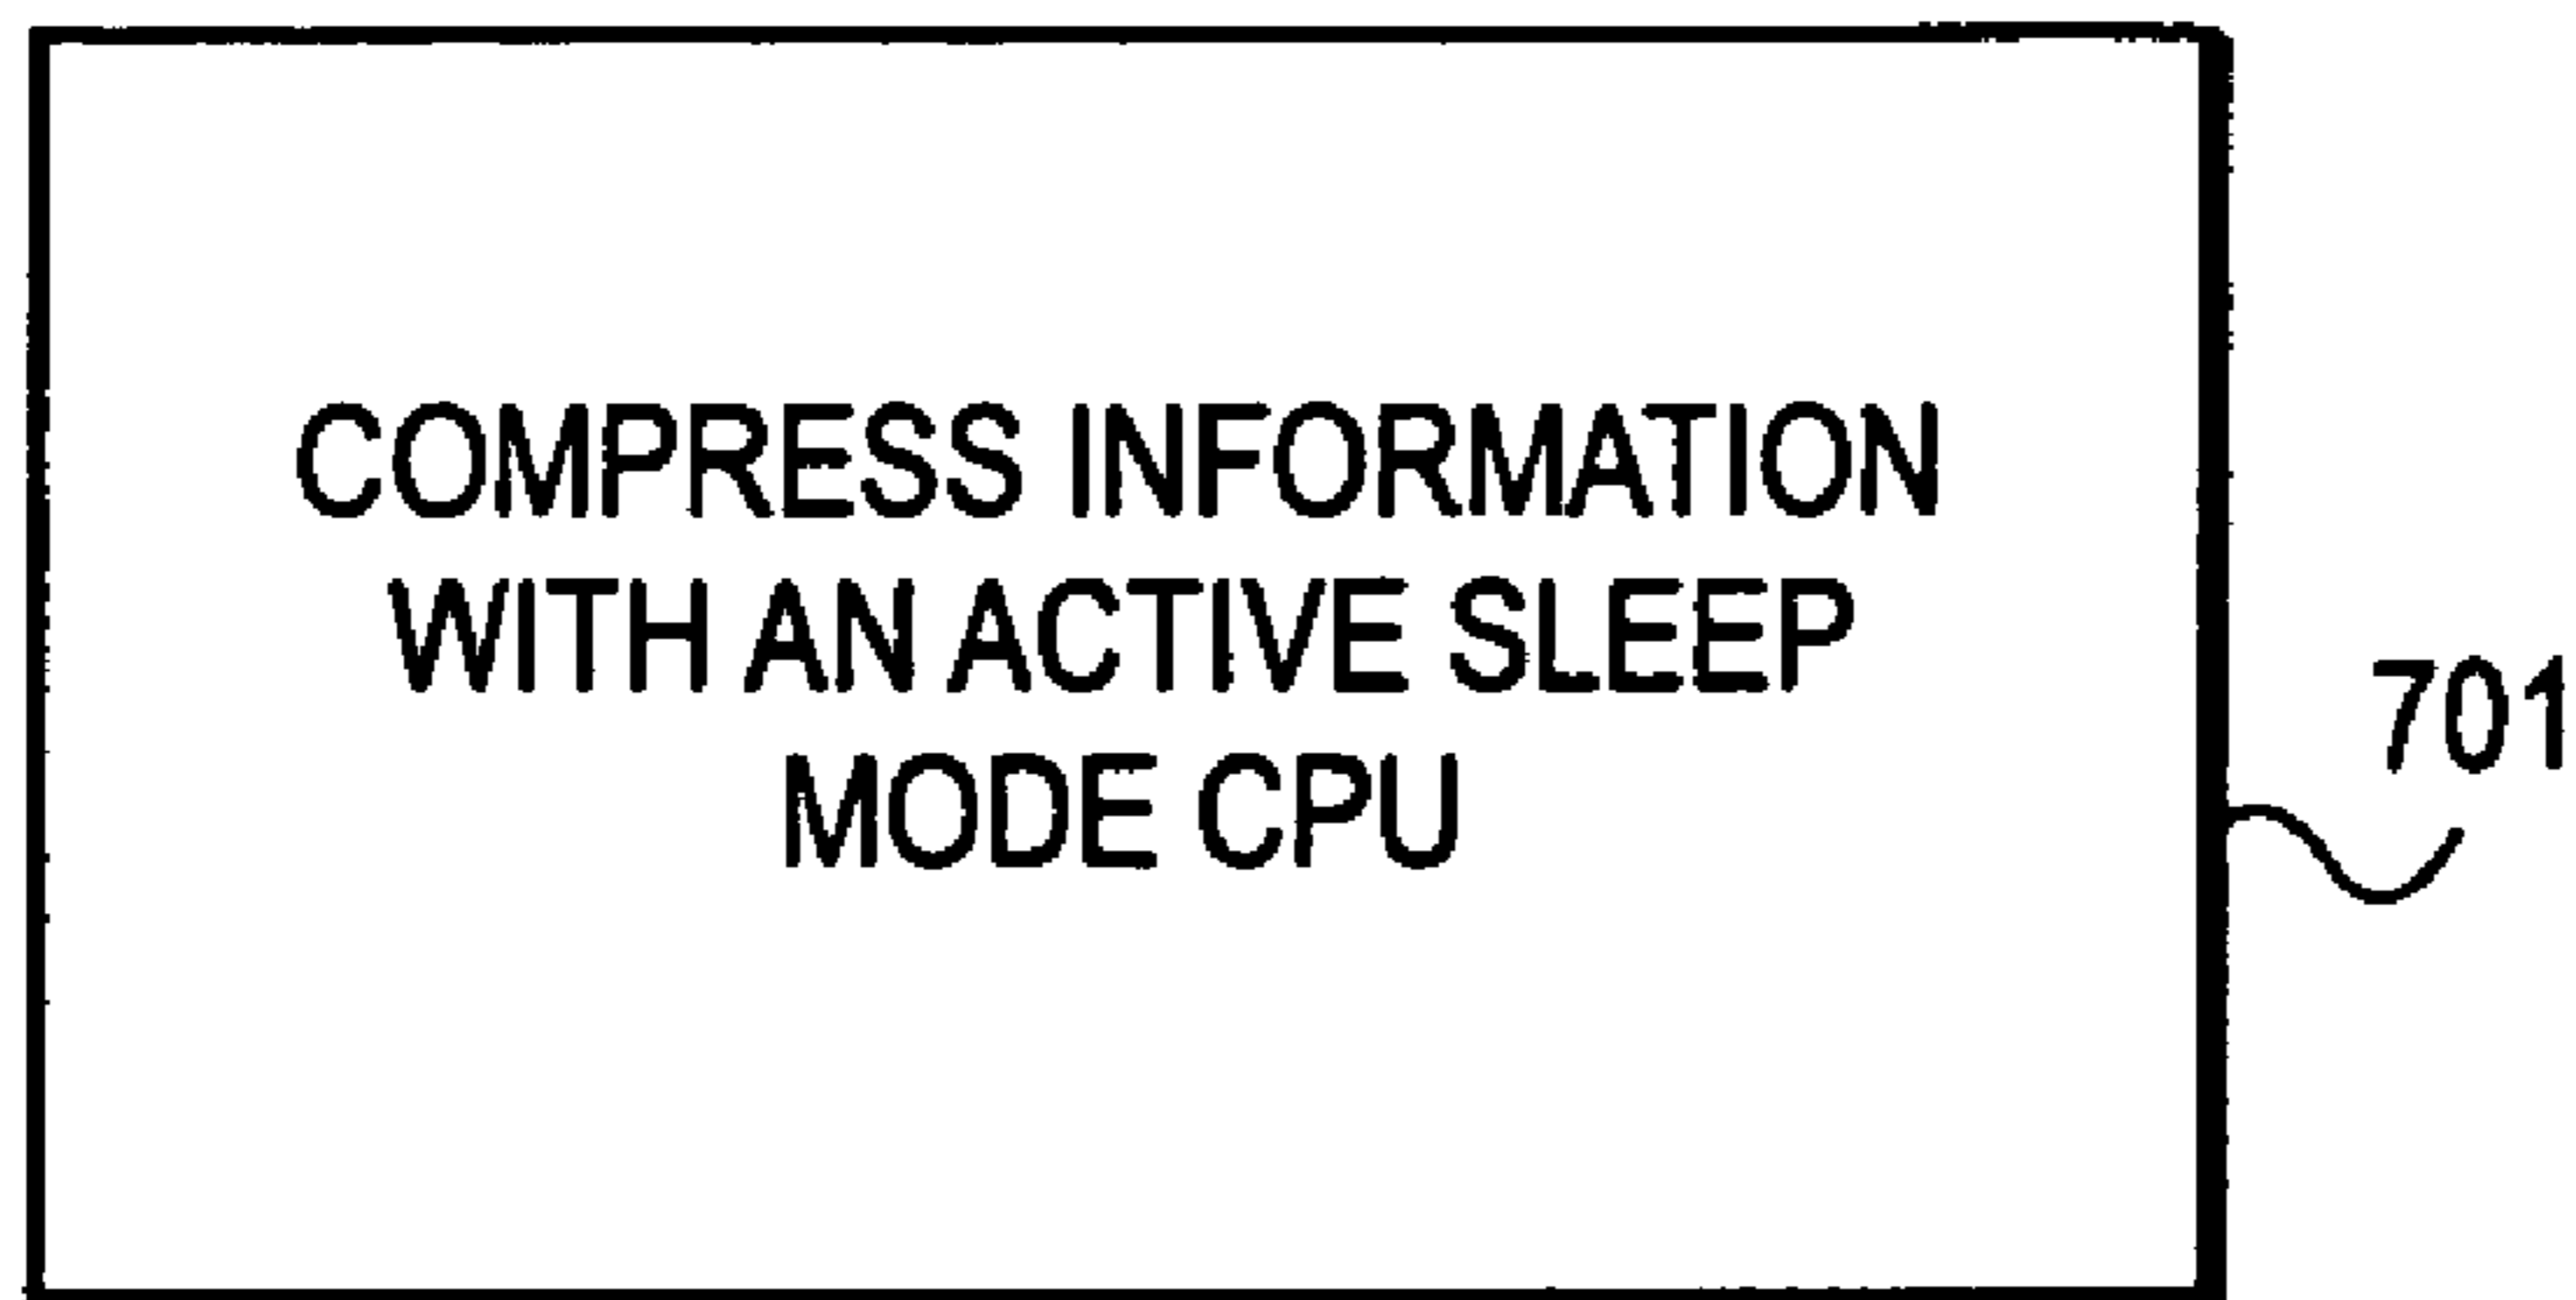 COMPRESS INFORMATION
WITH AN ACTIVE SLEEP
MODE CPU
701